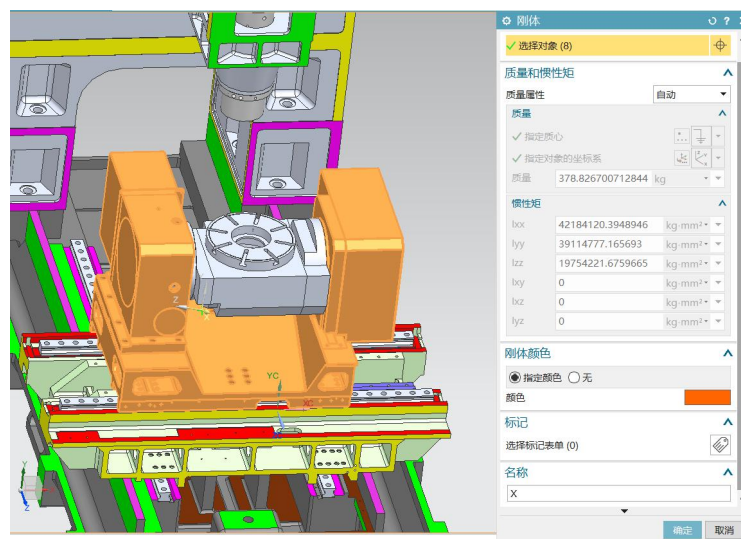 刚体
选择对象 (8)
质量和惯性矩
质量属性 自动
质量
指定质心
指定对象的坐标系
质量 378.826700712844 kg
惯性矩
Ixx 42184120.3948946 kg·mm²
Iyy 39114777.165693 kg·mm²
Izz 19754221.6759665 kg·mm²
Ixy 0 kg·mm²
Ixz 0 kg·mm²
Iyz 0 kg·mm²
刚体颜色
指定颜色 无
颜色
标记
选择标记表单 (0)
名称
X
确定 取消
Z
YC
XC
Y
Z